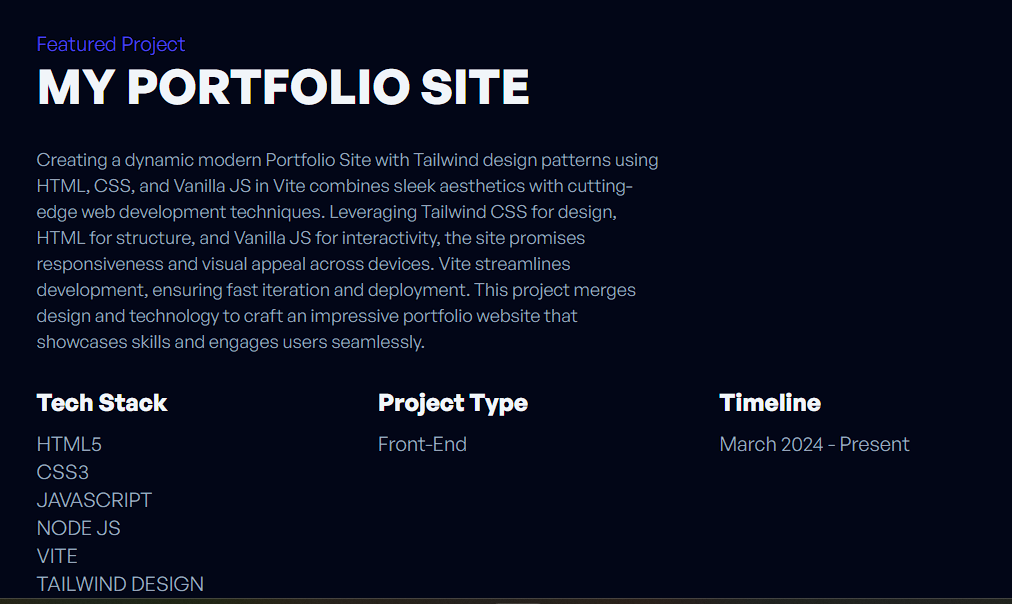 Featured Project
MY PORTFOLIO SITE
Creating a dynamic modern Portfolio Site with Tailwind design patterns using
HTML, CSS, and Vanilla JS in Vite combines sleek aesthetics with cutting-
edge web development techniques. Leveraging Tailwind CSS for design,
HTML for structure, and Vanilla JS for interactivity, the site promises
responsiveness and visual appeal across devices. Vite streamlines
development, ensuring fast iteration and deployment. This project merges
design and technology to craft an impressive portfolio website that
showcases skills and engages users seamlessly.
Tech Stack
HTML5
CSS3
JAVASCRIPT
NODE JS
VITE
TAILWIND DESIGN
Project Type
Front-End
Timeline
March 2024 - Present